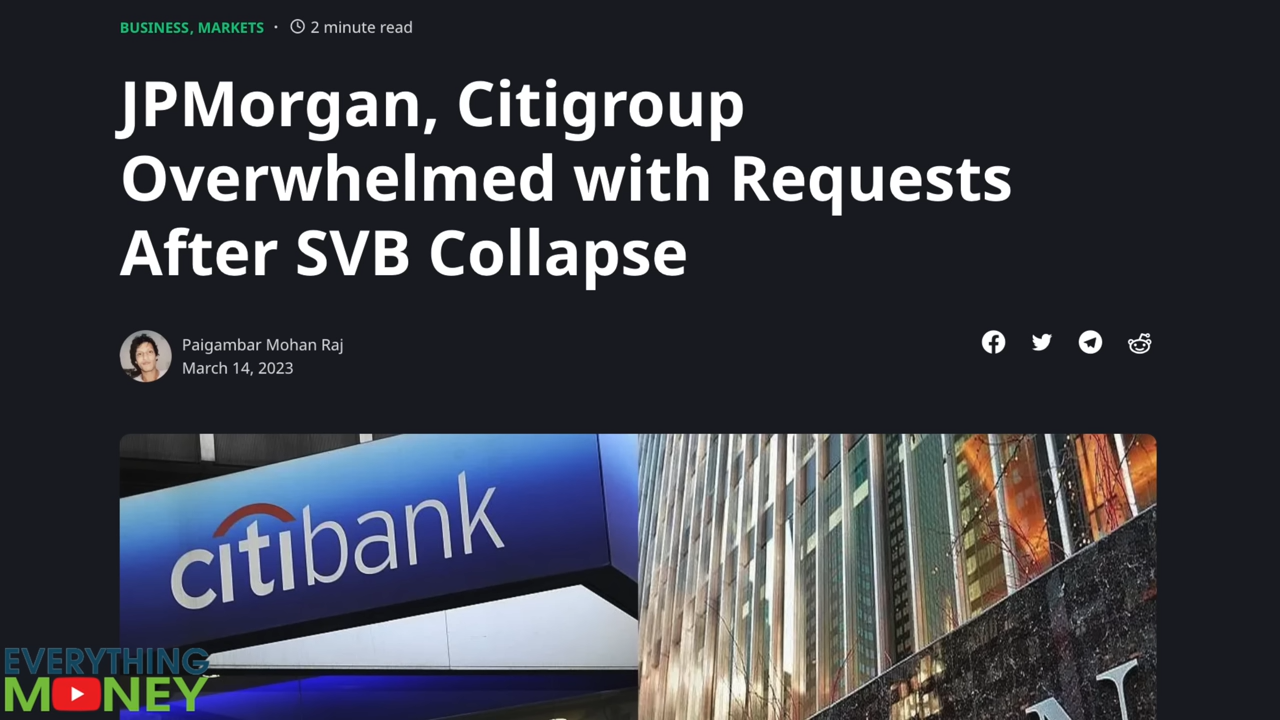 BUSINESS, MARKETS · 2 minute read
JPMorgan, Citigroup
Overwhelmed with Requests
After SVB Collapse
Paigambar Mohan Raj
March 14, 2023
citibank
N
EVERYTHING
MONEY